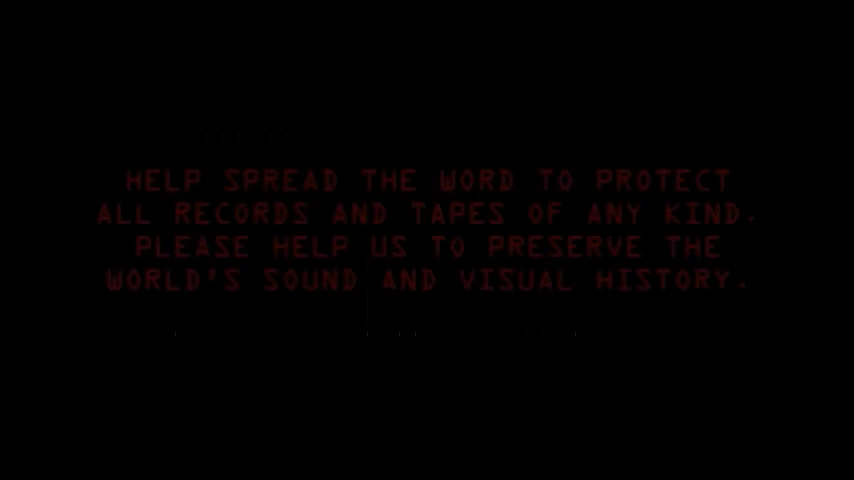 HELP SPREAD THE WORD TO PROTECT
ALL RECORDS AND TAPES OF ANY KIND.
PLEASE HELP US TO PRESERVE THE
WORLD'S SOUND AND VISUAL HISTORY.